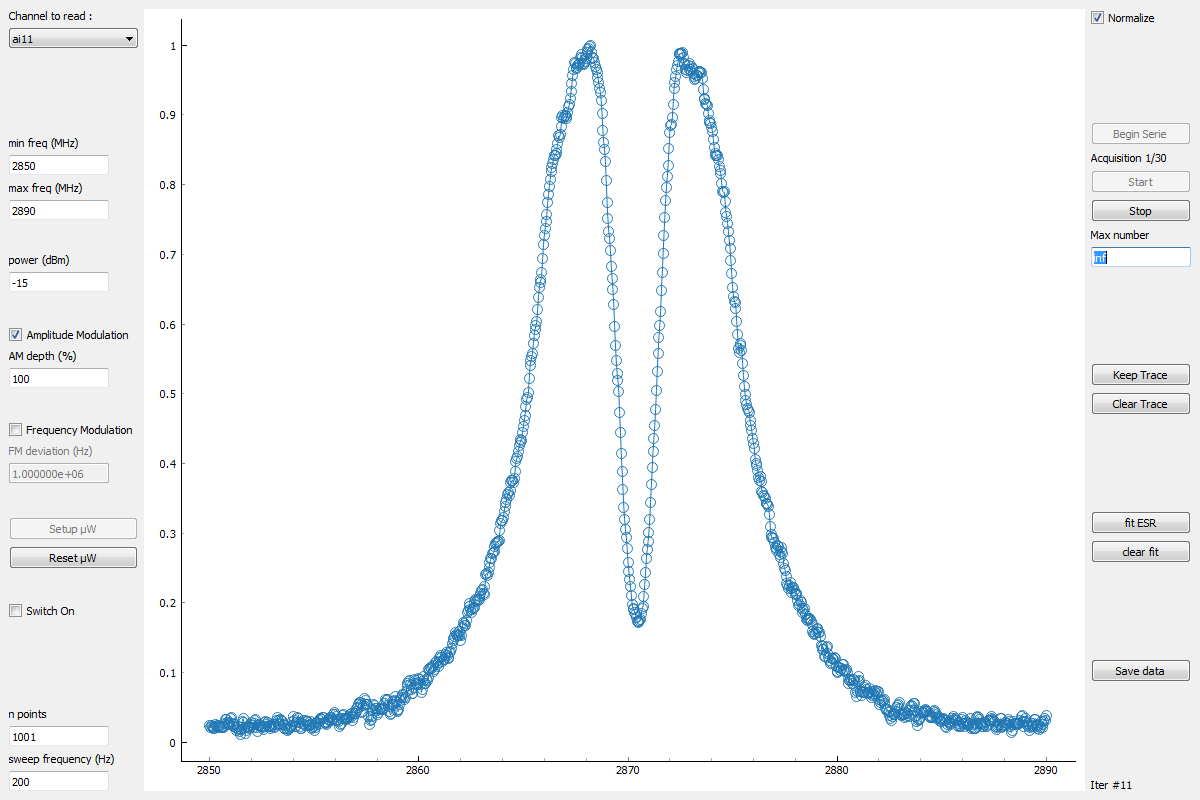 Channel to read :
ai11
min freq (MHz)
2850
max freq (MHz)
2890
power (dBm)
-15
Amplitude Modulation
AM depth (%)
100
Frequency Modulation
FM deviation (Hz)
1.000000e+06
Setup µW
Reset µW
Switch On
n points
1001
sweep frequency (Hz)
200
1
0.9
0.8
0.7
0.6
0.5
0.4
0.3
0.2
0.1
0
2850 2860 2870 2880 2890
Normalize
Begin Serie
Acquisition 1/30
Start
Stop
Max number
inf
Keep Trace
Clear Trace
fit ESR
clear fit
Save data
Iter #11